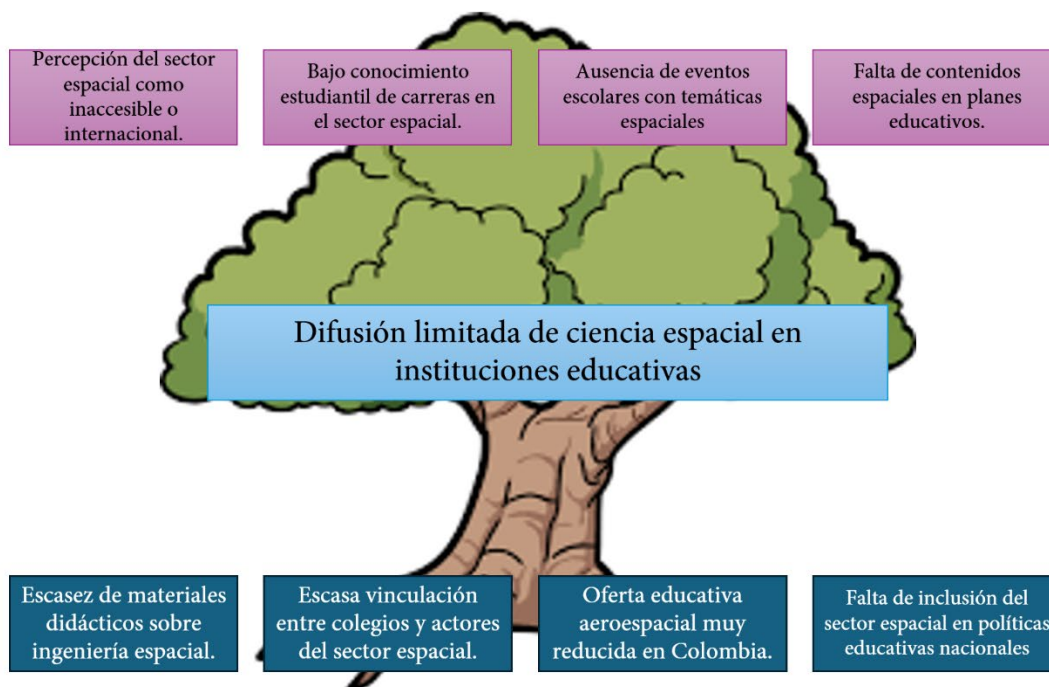 Percepción del sector
espacial como
inaccesible o
internacional.
Bajo conocimiento
estudiantil de carreras en
el sector espacial.
Ausencia de eventos
escolares con temáticas
espaciales
Falta de contenidos
espaciales en planes
educativos.
Difusión limitada de ciencia espacial en
instituciones educativas
Escasez de materiales
didácticos sobre
ingeniería espacial.
Escasa vinculación
entre colegios y actores
del sector espacial.
Oferta educativa
aeroespacial muy
reducida en Colombia.
Falta de inclusión del
sector espacial en políticas
educativas nacionales